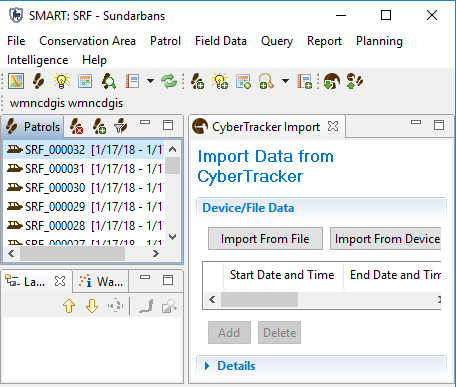 SMART: SRF - Sundarbans
File Conservation Area Patrol Field Data Query Report Planning
Intelligence Help
wmncdgis wmncdgis
Patrols
SRF_000032 [1/17/18 - 1/1
SRF_000031 [1/17/18 - 1/1
SRF_000030 [1/17/18 - 1/1
SRF_000029 [1/17/18 - 1/1
SRF_000028 [1/17/18 - 1/1
SRF_000027 [1/17/18 - 1/1
La...
Wa...
CyberTracker Import
Import Data from
CyberTracker
Device/File Data
Import From File Import From Device
Start Date and Time End Date and Tim
Add Delete
Details